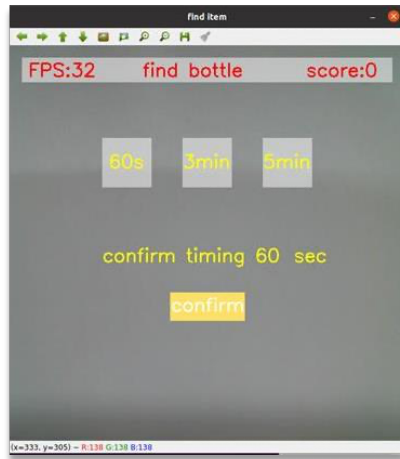 find item
FPS:32 find bottle score:0
60s 3min 5min
confirm timing 60 sec
confirm
(x=333, y=305) ~ R:138 G:138 B:138